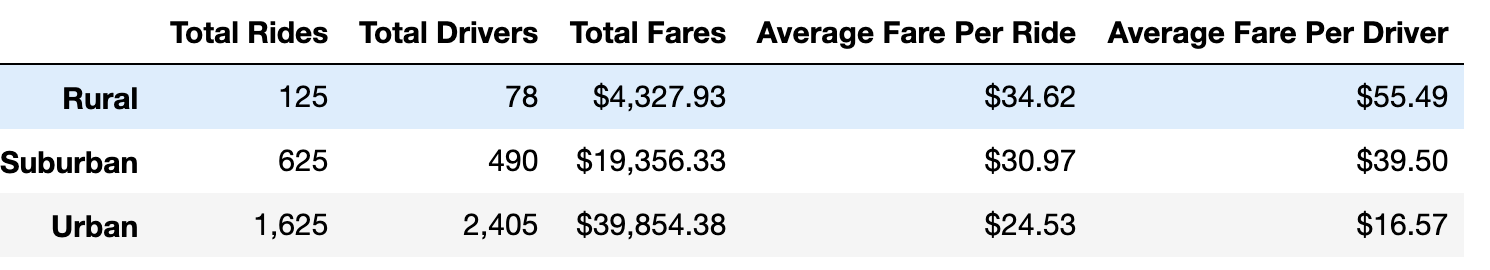 Total Rides Total Drivers Total Fares Average Fare Per Ride Average Fare Per Driver
Rural 125 78 $4,327.93 $34.62 $55.49
Suburban 625 490 $19,356.33 $30.97 $39.50
Urban 1,625 2,405 $39,854.38 $24.53 $16.57